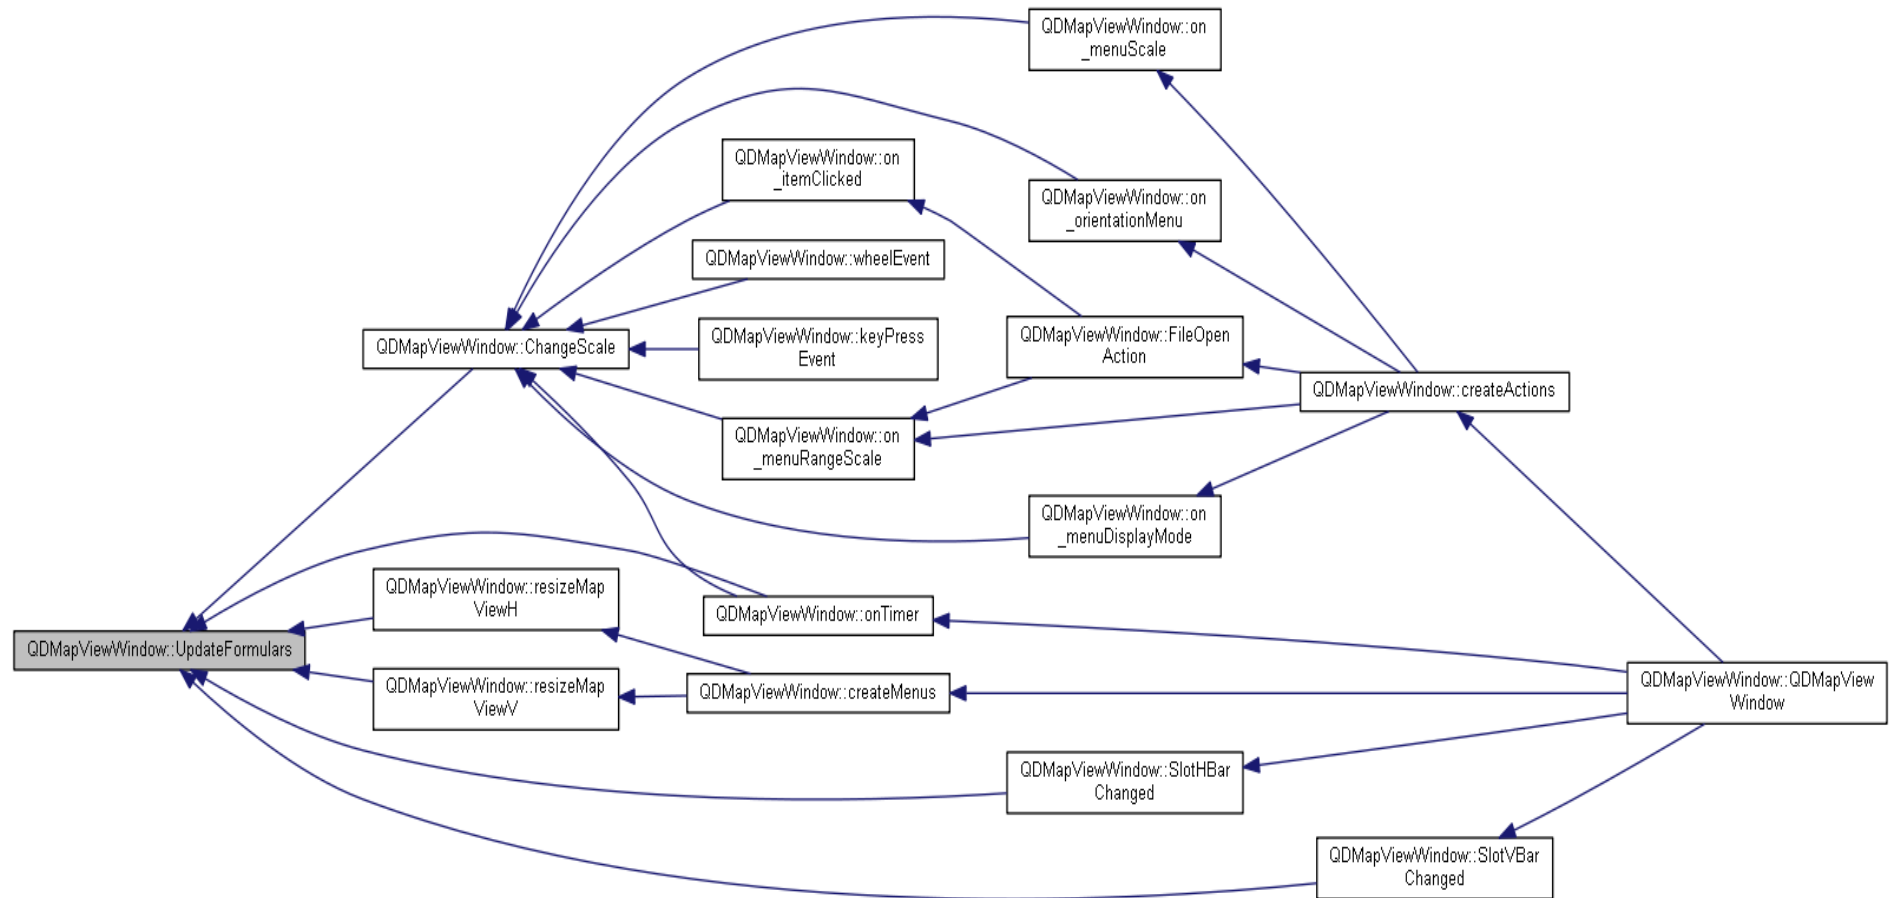 QDMapViewWindow::on
_menuScale
QDMapViewWindow::on
_itemClicked
QDMapViewWindow::on
_orientationMenu
QDMapViewWindow::wheelEvent
QDMapViewWindow::ChangeScale
QDMapViewWindow::keyPress
Event
QDMapViewWindow::FileOpen
Action
QDMapViewWindow::createActions
QDMapViewWindow::on
_menuRangeScale
QDMapViewWindow::on
_menuDisplayMode
QDMapViewWindow::resizeMap
ViewH
QDMapViewWindow::onTimer
QDMapViewWindow::UpdateFormulars
QDMapViewWindow::resizeMap
ViewV
QDMapViewWindow::createMenus
QDMapViewWindow::QDMapView
Window
QDMapViewWindow::SlotHBar
Changed
QDMapViewWindow::SlotVBar
Changed